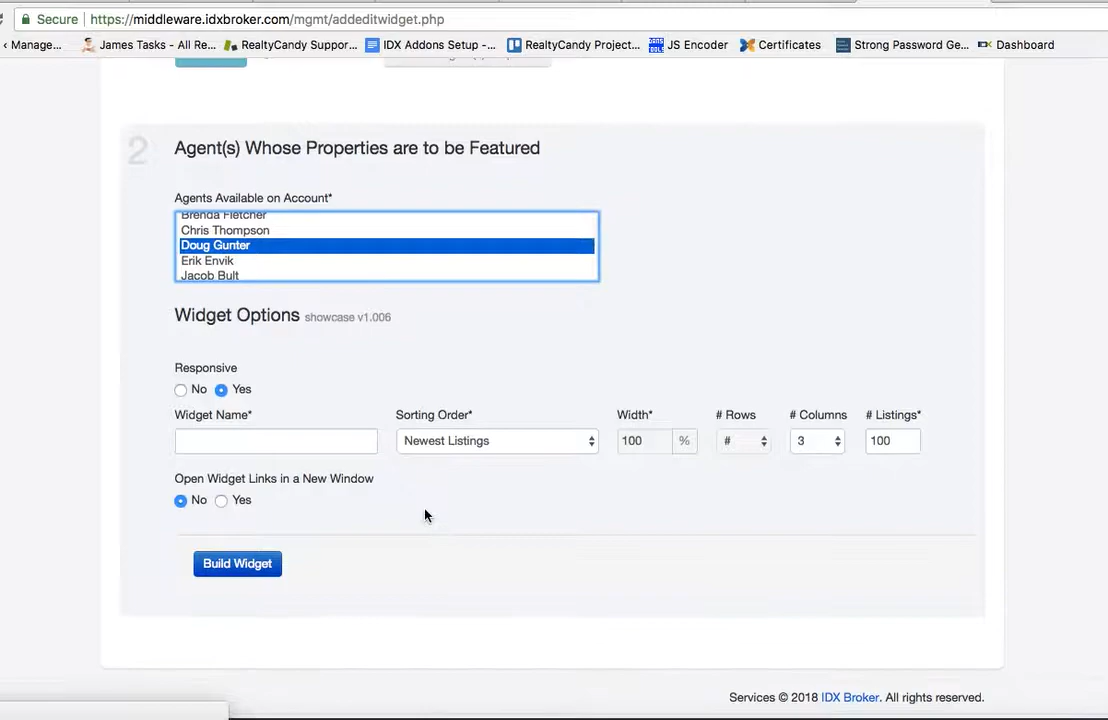 Secure | https://middleware.idxbroker.com/mgmt/addeditwidget.php
‹ Manage... James Tasks - All Re... RealtyCandy Suppor... IDX Addons Setup -... RealtyCandy Project... JS Encoder Certificates Strong Password Ge... Dashboard
2 Agent(s) Whose Properties are to be Featured
Agents Available on Account*
Brenda Fletcher
Chris Thompson
Doug Gunter
Erik Envik
Jacob Bult
Widget Options showcase v1.006
Responsive
No Yes
Widget Name* Sorting Order* Width* # Rows # Columns # Listings*
Newest Listings 100 % # 3 100
Open Widget Links in a New Window
No Yes
Build Widget
Services © 2018 IDX Broker. All rights reserved.